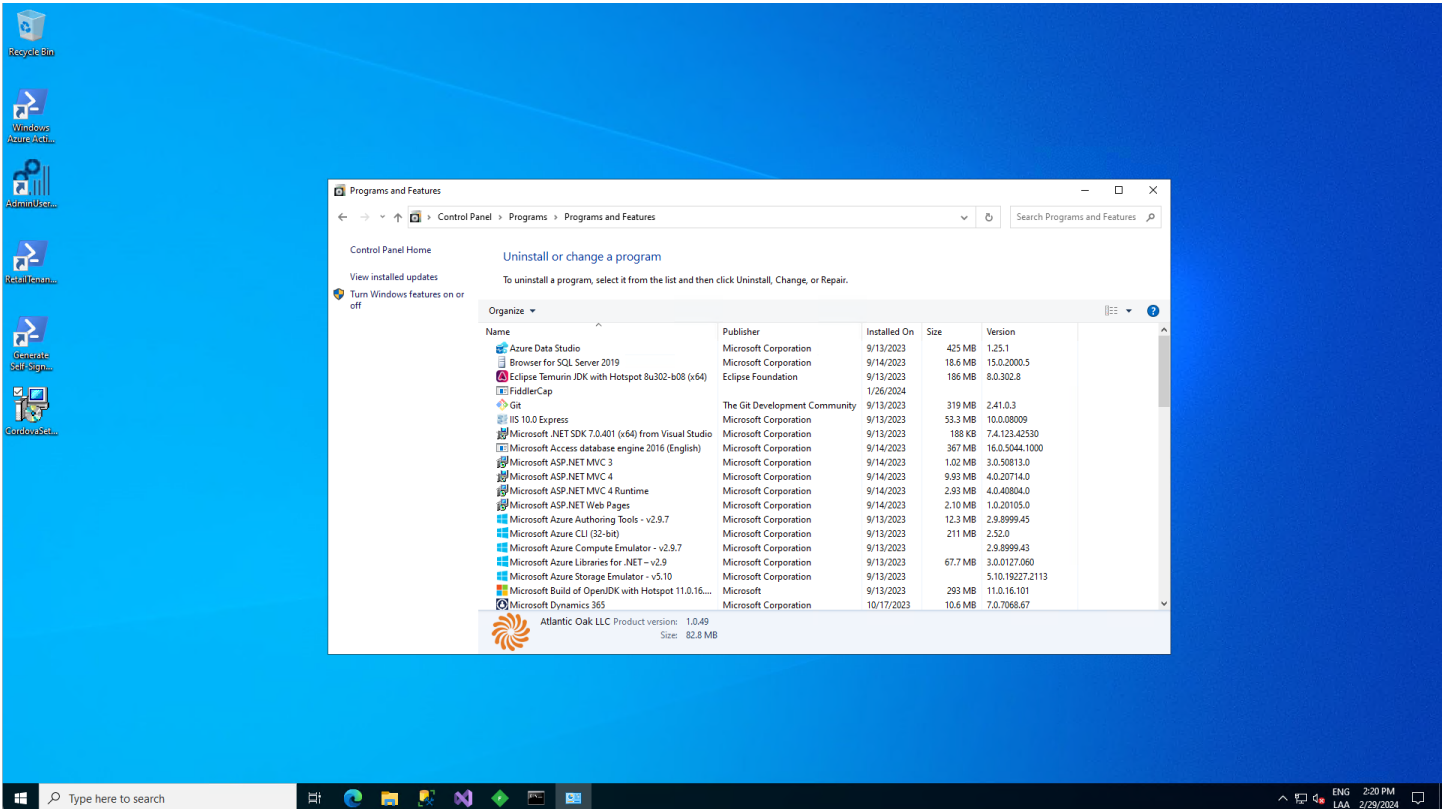 Recycle Bin
Windows
Azure Acti...
AdminUser...
RetailTenan...
Generate
Self-Sign...
CordovaSet...
Programs and Features
Control Panel > Programs > Programs and Features
Search Programs and Features
Control Panel Home
View installed updates
Turn Windows features on or
off
Uninstall or change a program
To uninstall a program, select it from the list and then click Uninstall, Change, or Repair.
Organize
Name Publisher Installed On Size Version
Azure Data Studio Microsoft Corporation 9/13/2023 425 MB 1.25.1
Browser for SQL Server 2019 Microsoft Corporation 9/14/2023 18.6 MB 15.0.2000.5
Eclipse Temurin JDK with Hotspot 8u302-b08 (x64) Eclipse Foundation 9/13/2023 186 MB 8.0.302.8
FiddlerCap 1/26/2024
Git The Git Development Community 9/13/2023 319 MB 2.41.0.3
IIS 10.0 Express Microsoft Corporation 9/13/2023 53.3 MB 10.0.08009
Microsoft .NET SDK 7.0.401 (x64) from Visual Studio Microsoft Corporation 9/13/2023 188 KB 7.4.123.42530
Microsoft Access database engine 2016 (English) Microsoft Corporation 9/14/2023 367 MB 16.0.5044.1000
Microsoft ASP.NET MVC 3 Microsoft Corporation 9/14/2023 1.02 MB 3.0.50813.0
Microsoft ASP.NET MVC 4 Microsoft Corporation 9/14/2023 9.93 MB 4.0.20714.0
Microsoft ASP.NET MVC 4 Runtime Microsoft Corporation 9/14/2023 2.93 MB 4.0.40804.0
Microsoft ASP.NET Web Pages Microsoft Corporation 9/14/2023 2.10 MB 1.0.20105.0
Microsoft Azure Authoring Tools - v2.9.7 Microsoft Corporation 9/13/2023 12.3 MB 2.9.8999.45
Microsoft Azure CLI (32-bit) Microsoft Corporation 9/13/2023 211 MB 2.52.0
Microsoft Azure Compute Emulator - v2.9.7 Microsoft Corporation 9/13/2023 2.9.8999.43
Microsoft Azure Libraries for .NET – v2.9 Microsoft Corporation 9/13/2023 67.7 MB 3.0.0127.060
Microsoft Azure Storage Emulator - v5.10 Microsoft Corporation 9/13/2023 5.10.19227.2113
Microsoft Build of OpenJDK with Hotspot 11.0.16.... Microsoft 9/13/2023 293 MB 11.0.16.101
Microsoft Dynamics 365 Microsoft Corporation 10/17/2023 10.6 MB 7.0.7068.67
Atlantic Oak LLC Product version: 1.0.49
Size: 82.8 MB
Type here to search
ENG 2:20 PM
LAA 2/29/2024